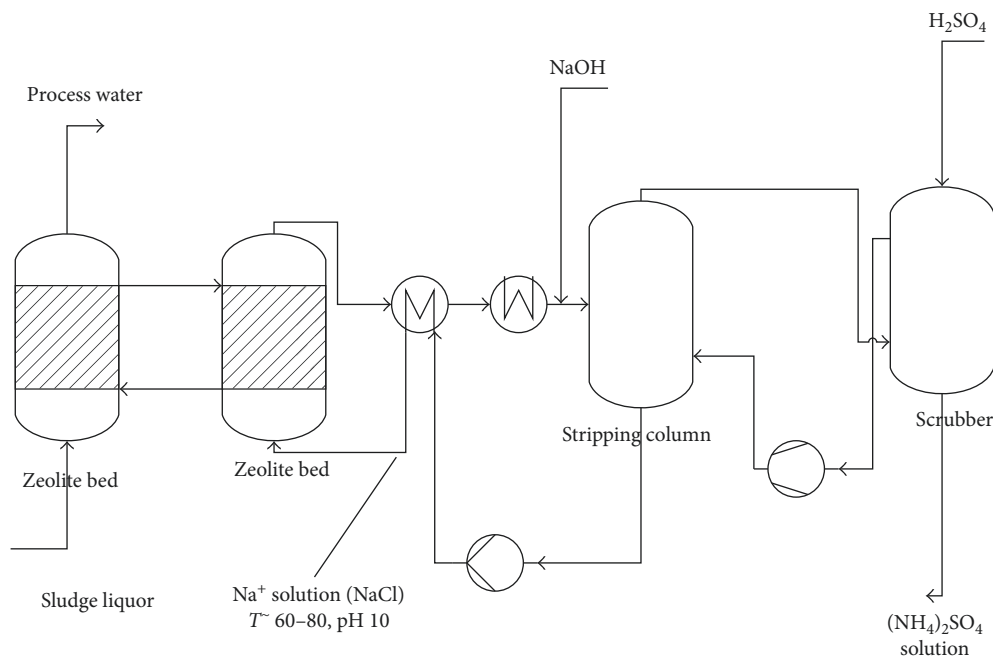 H₂SO₄
NaOH
Process water
Stripping column
Scrubber
Zeolite bed
Zeolite bed
Na⁺ solution (NaCl)
T~ 60–80, pH 10
Sludge liquor
(NH₄)₂SO₄
solution